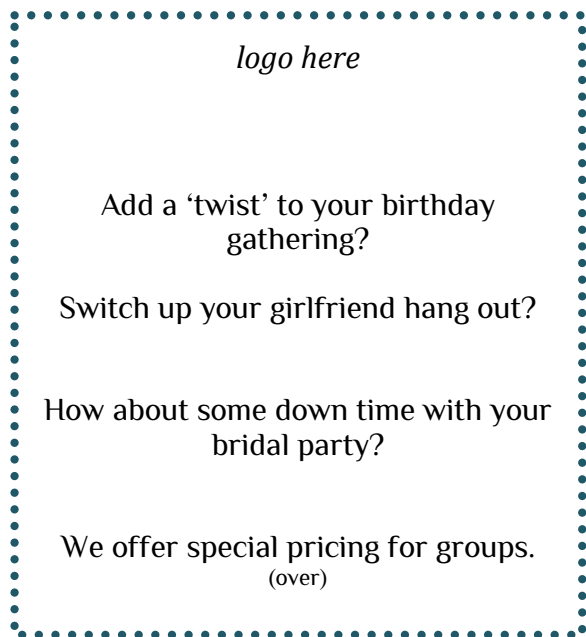 logo here
Add a ‘twist’ to your birthday
gathering?
Switch up your girlfriend hang out?
How about some down time with your
bridal party?
We offer special pricing for groups.
(over)